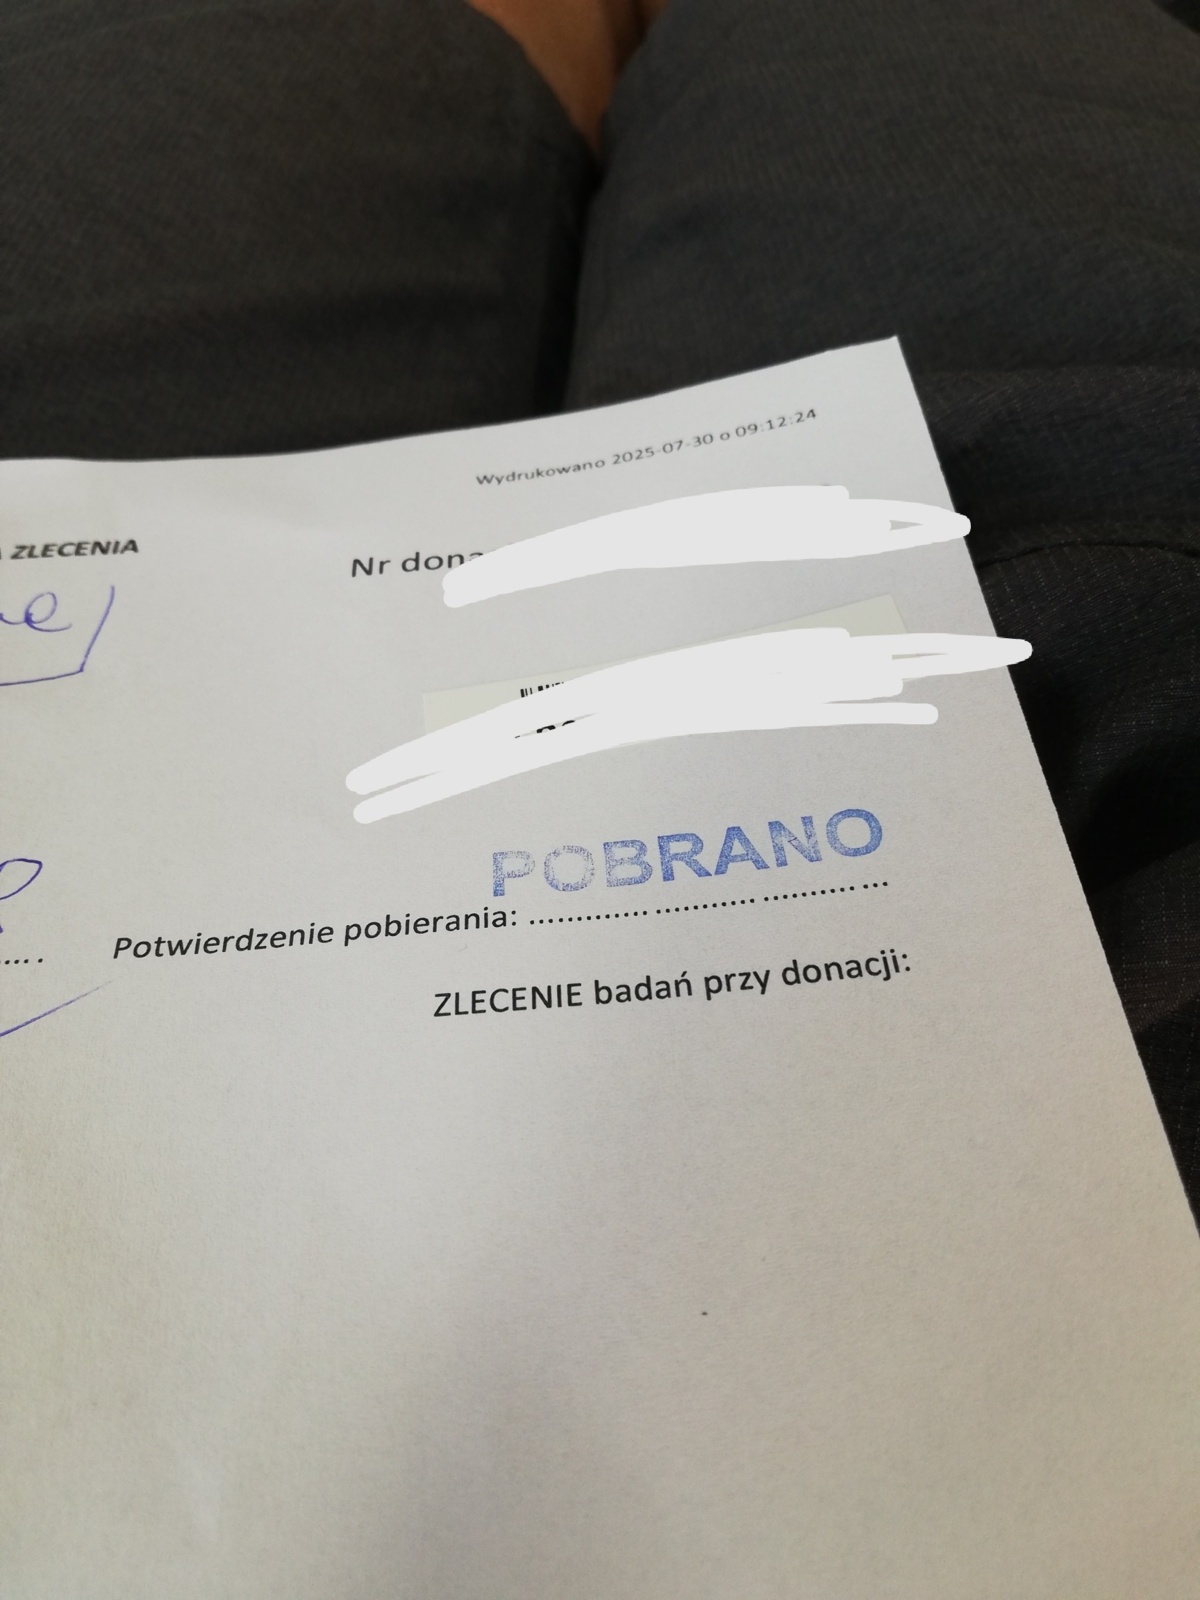 Wydrukowano 2025-07-30 o 09:12:24
ZLECENIA
Nr dona
POBRANO
Potwierdzenie pobierania: ................................................
ZLECENIE badań przy donacji: